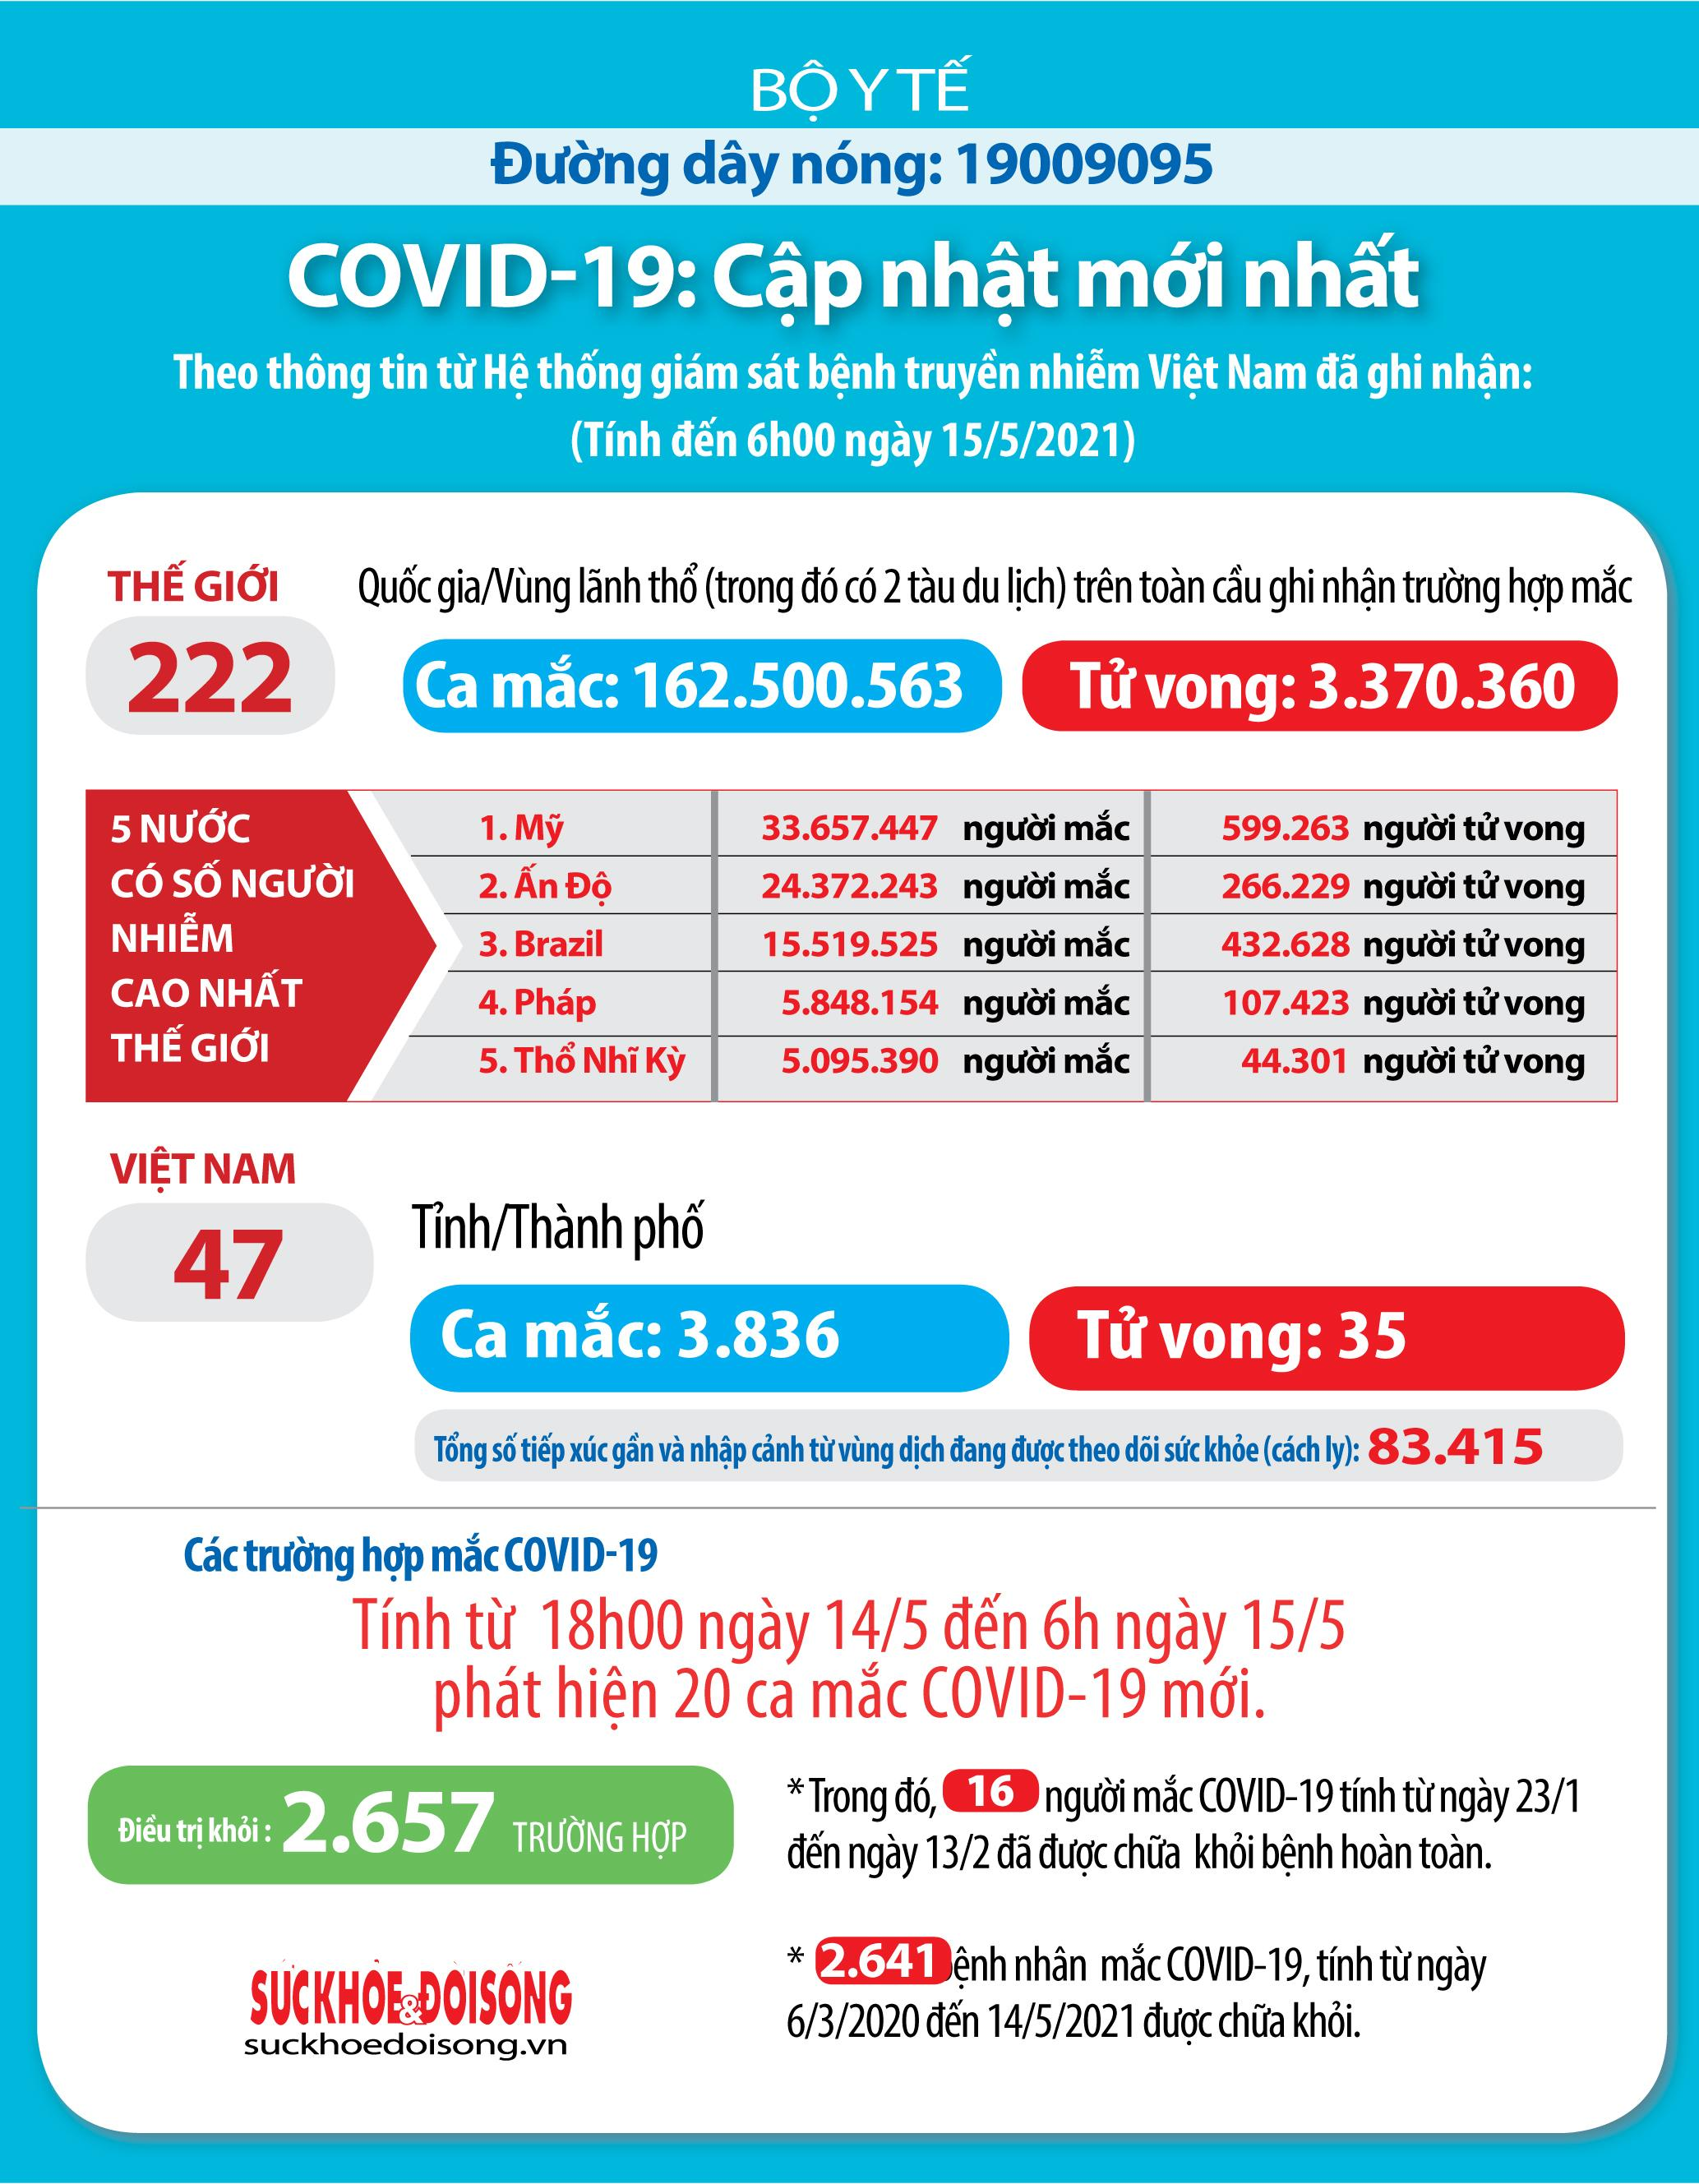 BỘ Y TẾ
Đường dây nóng: 19009095
COVID-19: Cập nhật mới nhất
Theo thông tin từ Hệ thống giám sát bệnh truyền nhiễm Việt Nam đã ghi nhận:
(Tính đến 6h00 ngày 15/5/2021)
THẾ GIỚI
222
Quốc gia/Vùng lãnh thổ (trong đó có 2 tàu du lịch) trên toàn cầu ghi nhận trường hợp mắc
Ca mắc: 162.500.563
Tử vong: 3.370.360
5 NƯỚC
CÓ SỐ NGƯỜI
NHIỄM
CAO NHẤT
THẾ GIỚI
1. Mỹ 33.657.447 người mắc 599.263 người tử vong
2. Ấn Độ 24.372.243 người mắc 266.229 người tử vong
3. Brazil 15.519.525 người mắc 432.628 người tử vong
4. Pháp 5.848.154 người mắc 107.423 người tử vong
5. Thổ Nhĩ Kỳ 5.095.390 người mắc 44.301 người tử vong
VIỆT NAM
47
Tỉnh/Thành phố
Ca mắc: 3.836
Tử vong: 35
Tổng số tiếp xúc gần và nhập cảnh từ vùng dịch đang được theo dõi sức khỏe (cách ly): 83.415
Các trường hợp mắc COVID-19
Tính từ 18h00 ngày 14/5 đến 6h ngày 15/5
phát hiện 20 ca mắc COVID-19 mới.
Điều trị khỏi : 2.657 TRƯỜNG HỢP
* Trong đó, 16 người mắc COVID-19 tính từ ngày 23/1
đến ngày 13/2 đã được chữa khỏi bệnh hoàn toàn.
* 2.641 bệnh nhân mắc COVID-19, tính từ ngày
6/3/2020 đến 14/5/2021 được chữa khỏi.
SỨC KHỎE & ĐỜI SỐNG
suckhoedoisong.vn